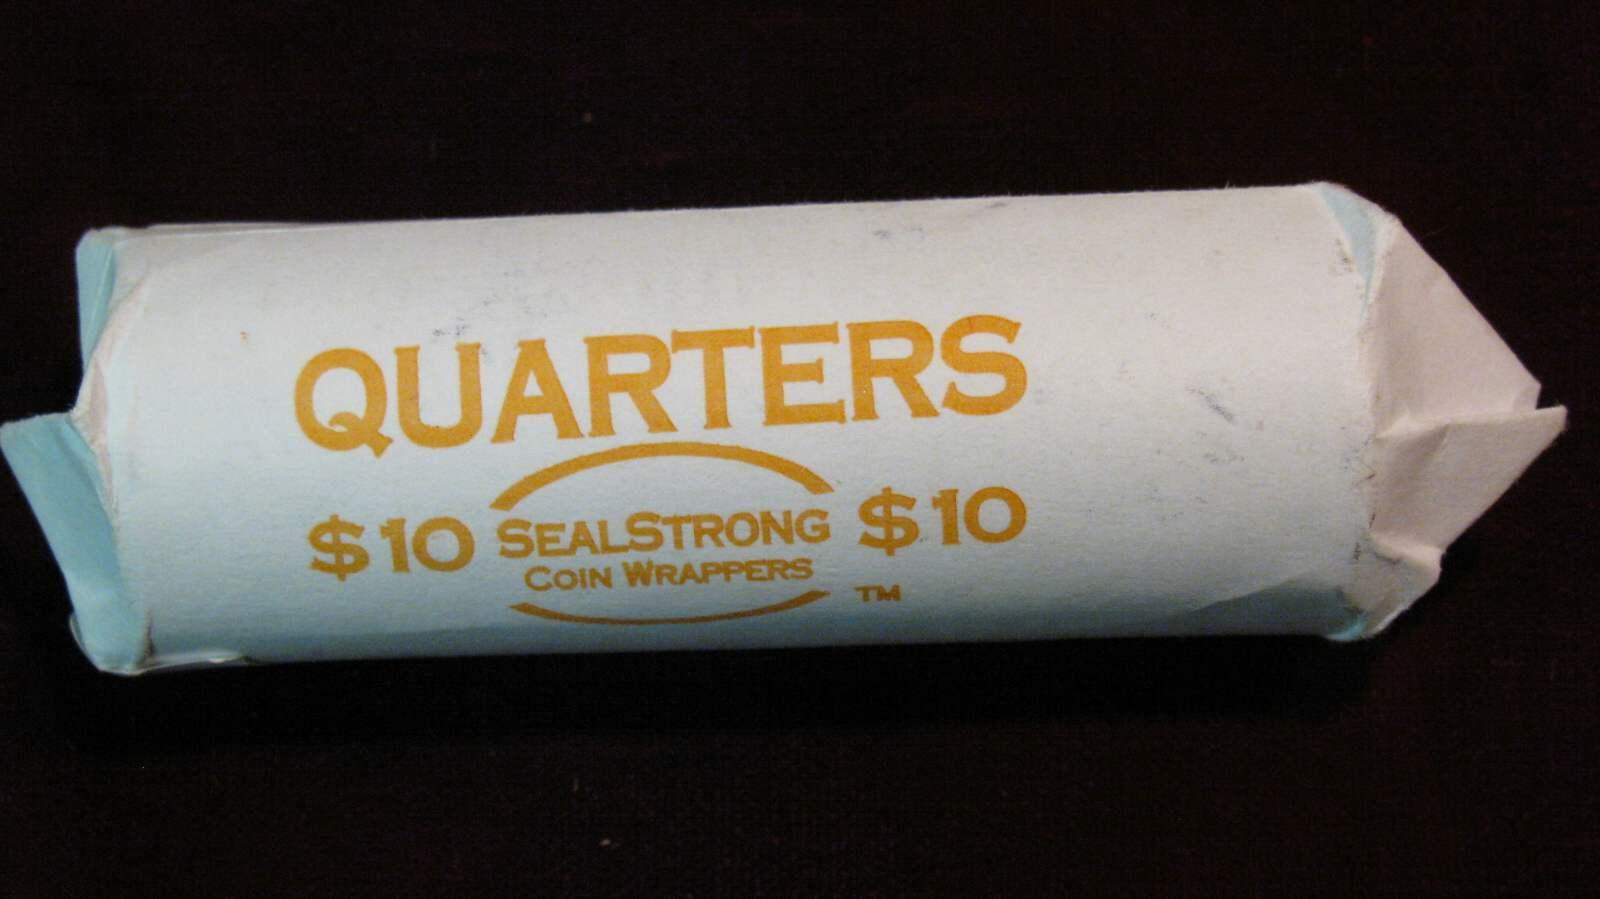 QUARTERS
$10 SEALSTRONG $10
COIN WRAPPERS ™